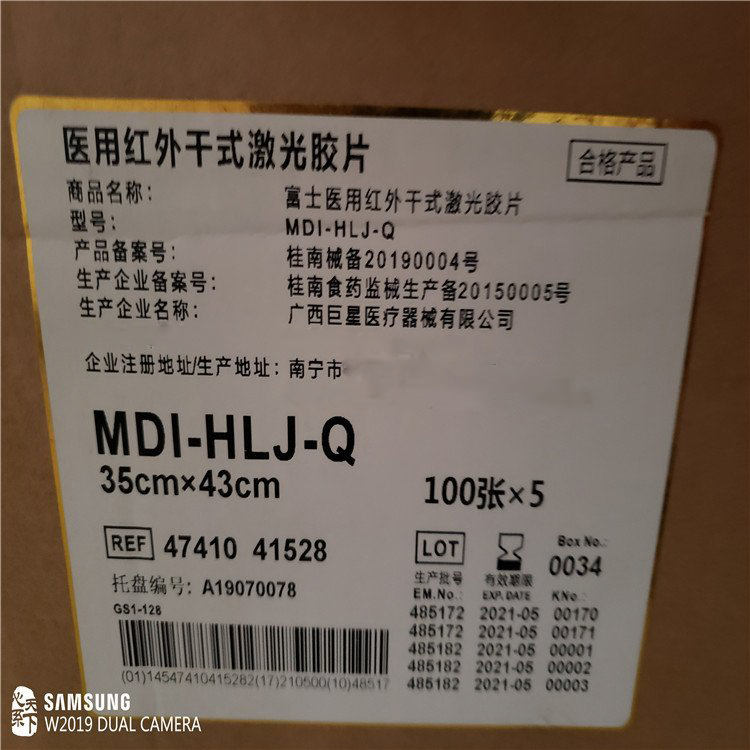 医用红外干式激光胶片
合格产品
商品名称： 富士医用红外干式激光胶片
型号： MDI-HLJ-Q
产品备案号： 桂南械备20190004号
生产企业备案号： 桂南食药监械生产备20150005号
生产企业名称： 广西巨星医疗器械有限公司
企业注册地址/生产地址：南宁市
MDI-HLJ-Q
35cm×43cm 100张×5
REF 47410 41528
托盘编号: A19070078
GS1-128
(01)14547410415282(17)210500(10)48517
LOT Box No.:
0034
生产批号 有效期限
EM.No.: EXP.DATE KNo.:
485172 2021-05 00170
485172 2021-05 00171
485182 2021-05 00001
485182 2021-05 00002
485182 2021-05 00003
SAMSUNG
W2019 DUAL CAMERA